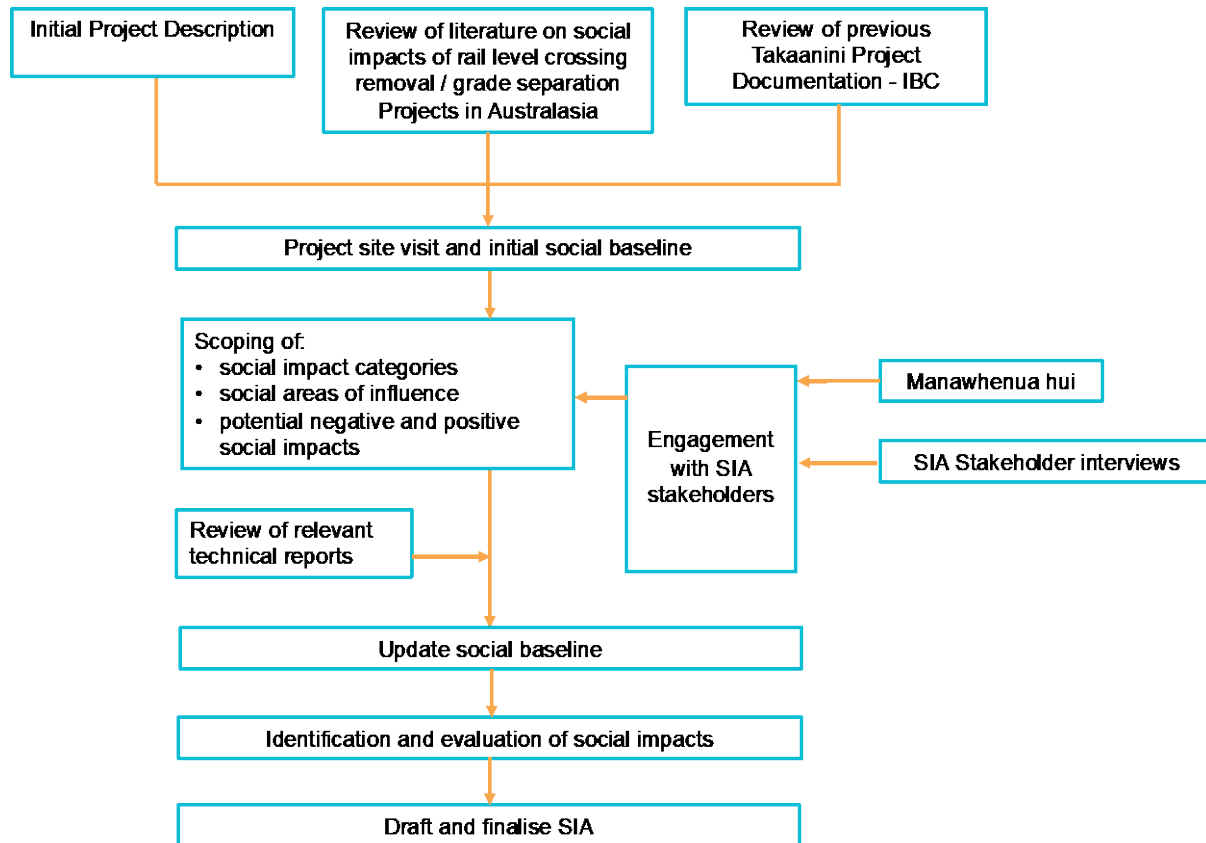 Initial Project Description
Review of literature on social
impacts of rail level crossing
removal / grade separation
Projects in Australasia
Review of previous
Takaanini Project
Documentation - IBC
Project site visit and initial social baseline
Scoping of:
• social impact categories
• social areas of influence
• potential negative and positive
social impacts
Engagement
with SIA
stakeholders
Manawhenua hui
SIA Stakeholder interviews
Review of relevant
technical reports
Update social baseline
Identification and evaluation of social impacts
Draft and finalise SIA